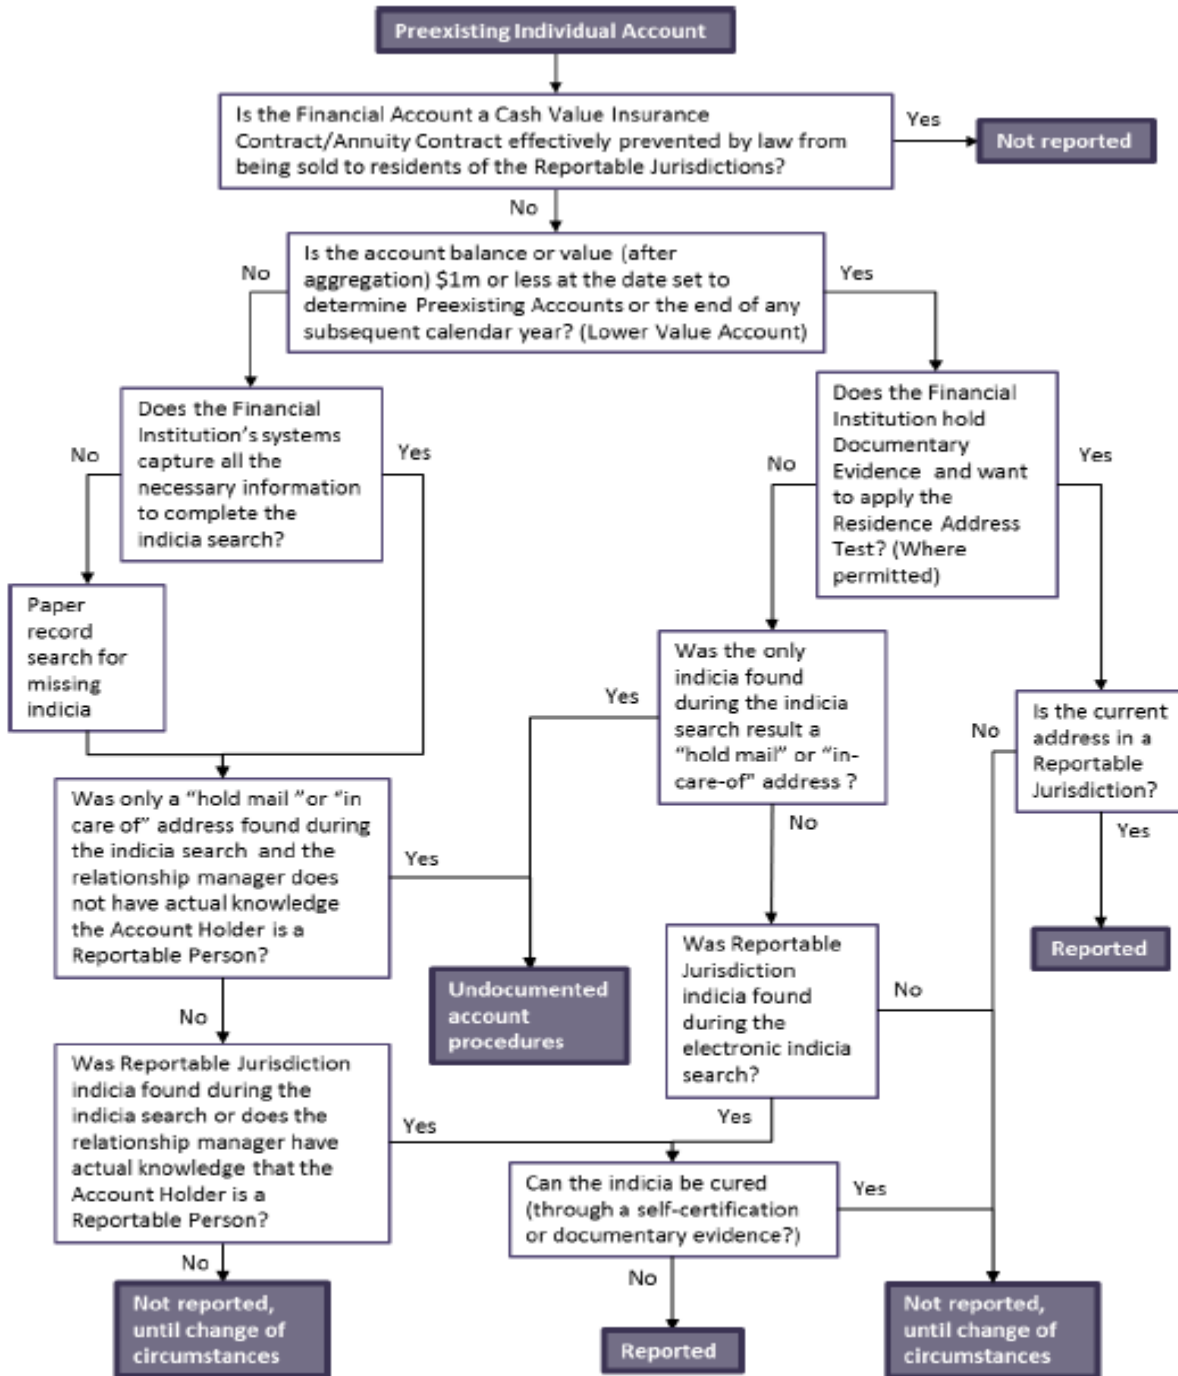 Preexisting Individual Account
Is the Financial Account a Cash Value Insurance
Contract/Annuity Contract effectively prevented by law from
being sold to residents of the Reportable Jurisdictions?
Yes
Not reported
No
Is the account balance or value (after
aggregation) $1m or less at the date set to
determine Preexisting Accounts or the end of any
subsequent calendar year? (Lower Value Account)
No
Yes
Does the Financial
Institution's systems
capture all the
necessary information
to complete the
indicia search?
No
Yes
Does the Financial
Institution hold
Documentary
Evidence and want
to apply the
Residence Address
Test? (Where
permitted)
No
Yes
Paper
record
search for
missing
indicia
Was the only
indicia found
during the indicia
search result a
"hold mail" or "in-
care-of" address ?
Yes
No
Is the current
address in a
Reportable
Jurisdiction?
No
Yes
Was only a "hold mail "or "in
care of" address found during
the indicia search and the
relationship manager does
not have actual knowledge
the Account Holder is a
Reportable Person?
Yes
No
Undocumented
account
procedures
Was Reportable
Jurisdiction
indicia found
during the
electronic indicia
search?
No
Yes
Reported
Was Reportable Jurisdiction
indicia found during the
indicia search or does the
relationship manager have
actual knowledge that the
Account Holder is a
Reportable Person?
Yes
No
Can the indicia be cured
(through a self-certification
or documentary evidence?)
Yes
No
Not reported,
until change of
circumstances
Reported
Not reported,
until change of
circumstances